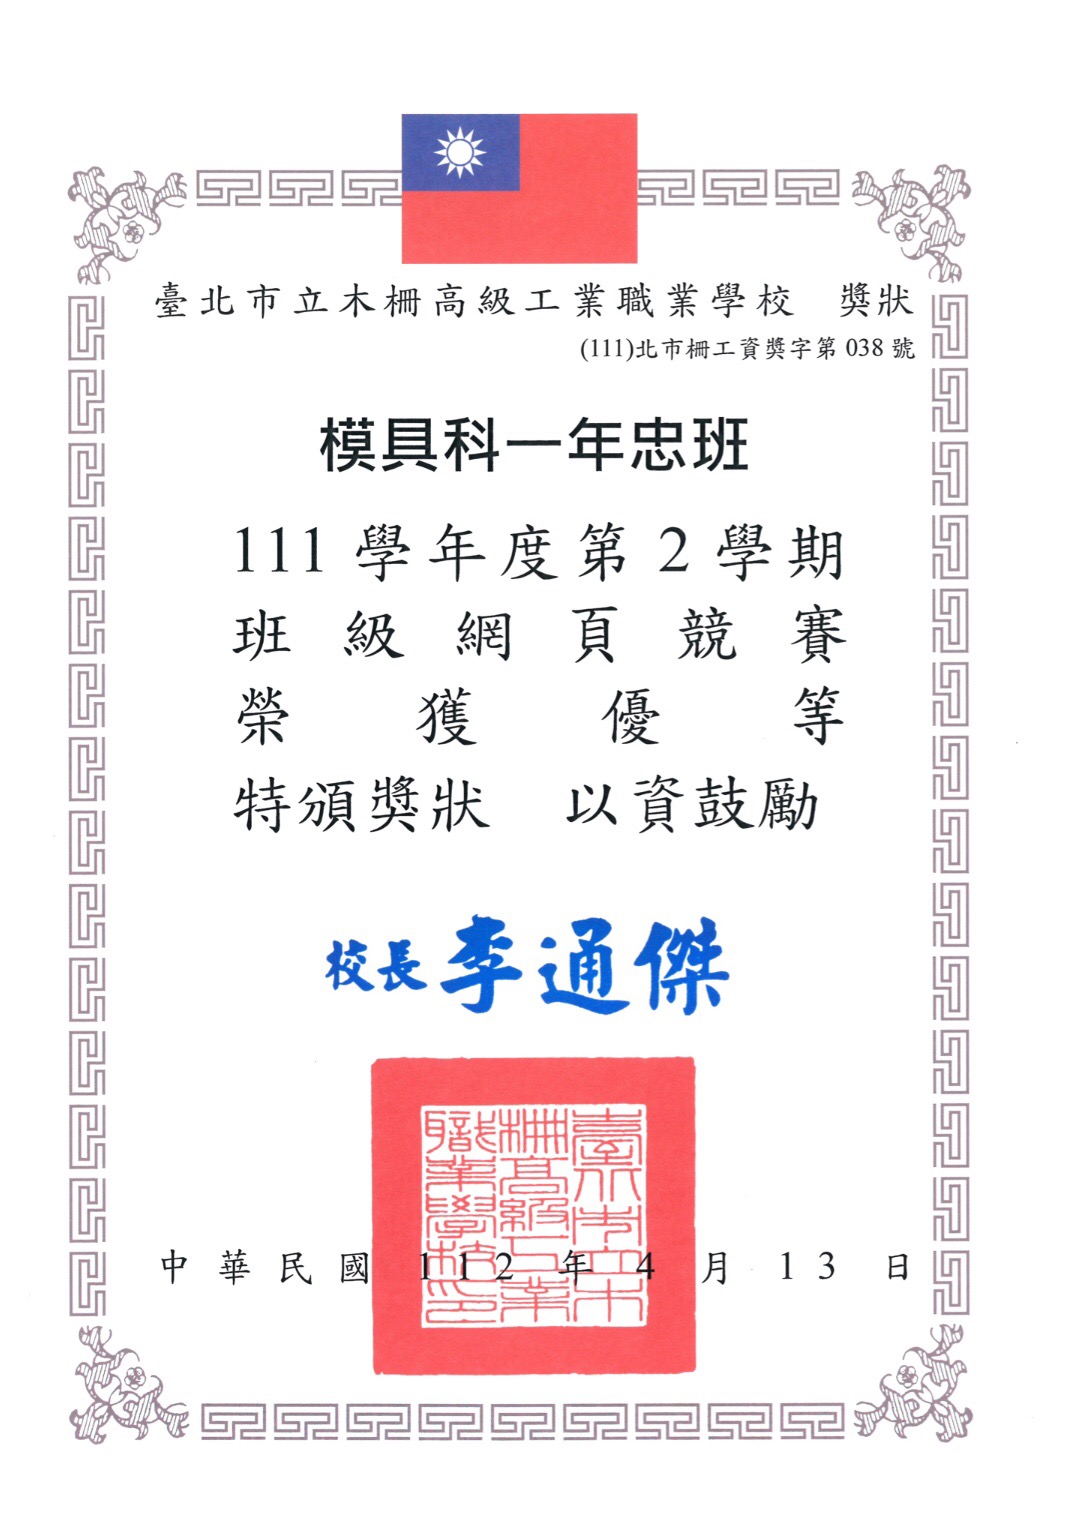 臺北市立木柵高級工業職業學校　獎狀
(111)北市柵工資獎字第 038 號
模具科一年忠班
111 學年度第 2 學期
班級網頁競賽
榮獲優等
特頒獎狀　以資鼓勵
校長 李通傑
臺北市立木柵高級工業職業學校印
中華民國 112 年 4 月 13 日